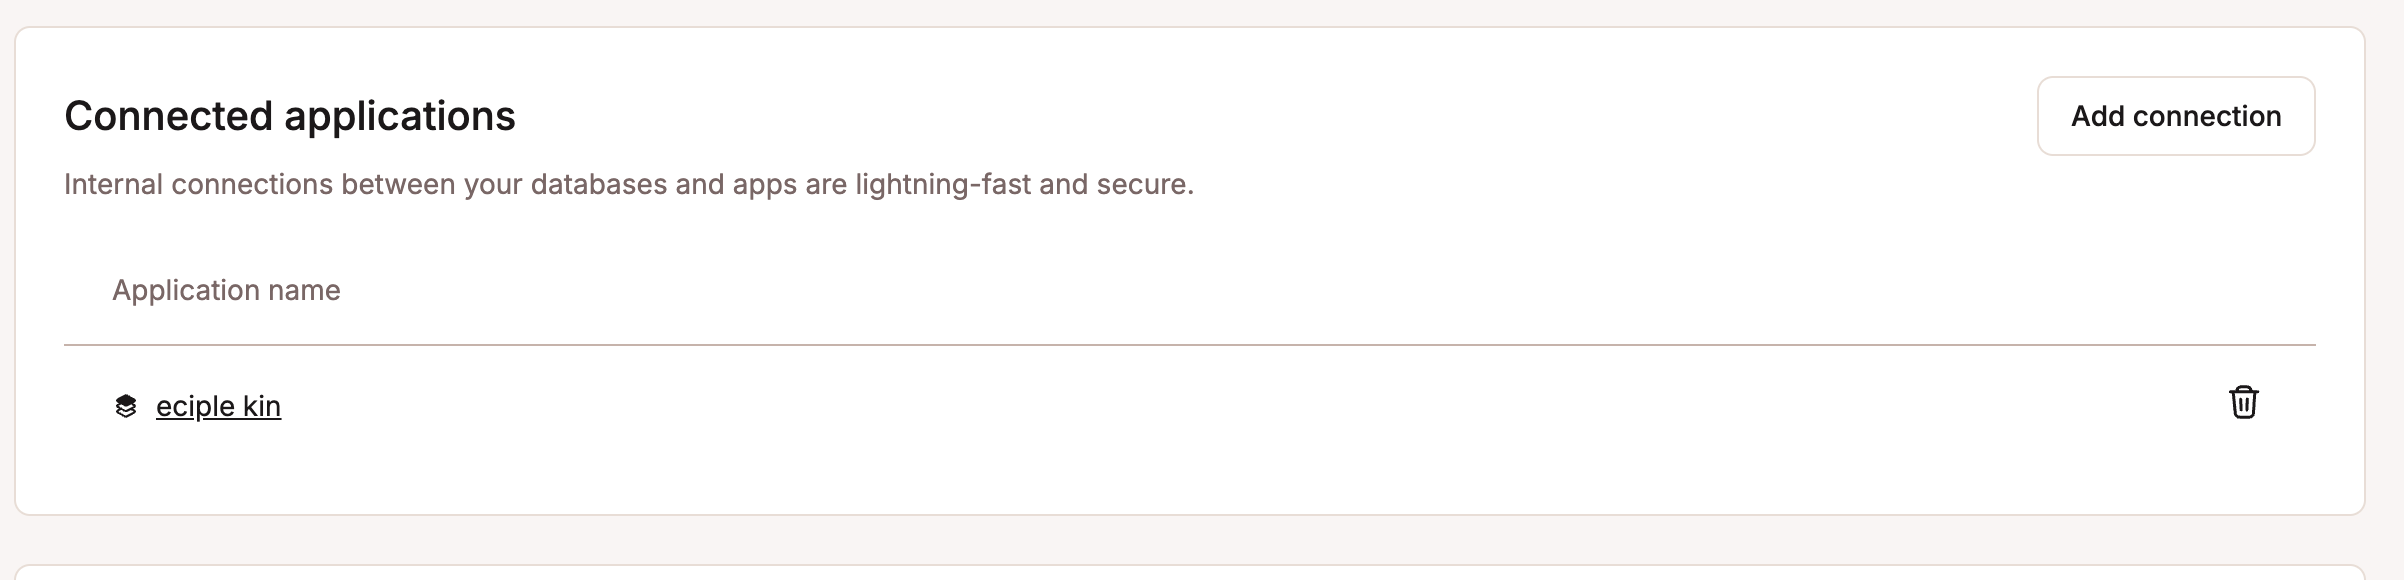 Connected applications
Add connection
Internal connections between your databases and apps are lightning-fast and secure.
Application name
eciple kin